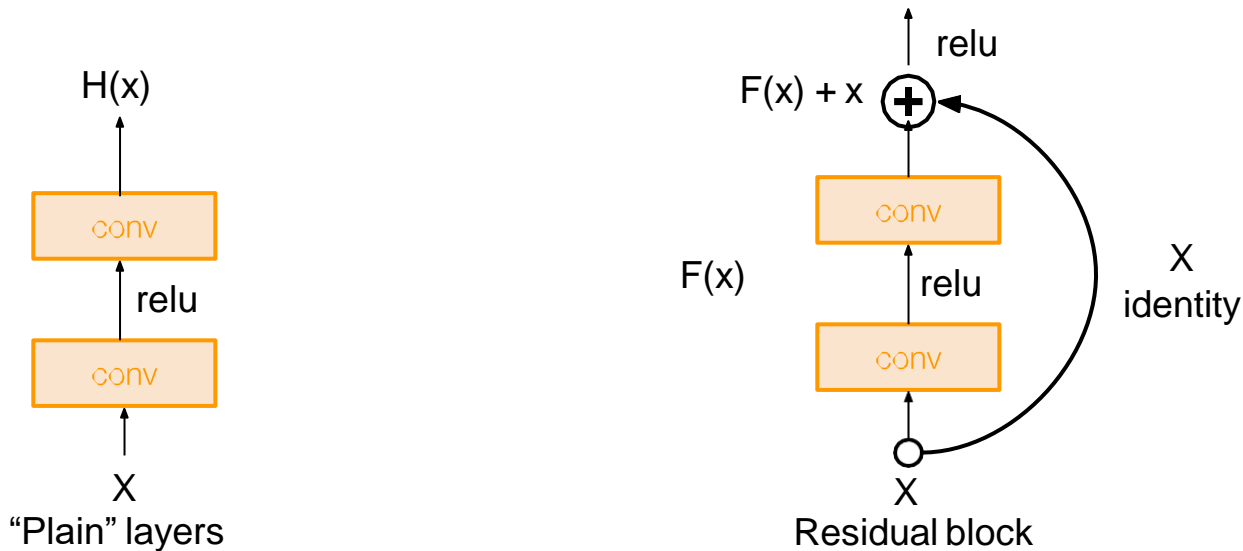 H(x)
conv
relu
conv
X
“Plain” layers
relu
F(x) + x
conv
F(x)
relu
X
identity
conv
X
Residual block